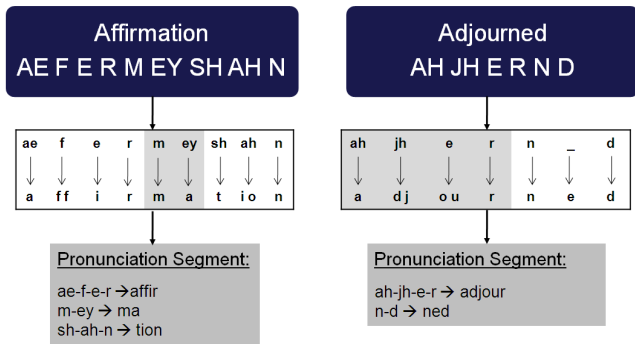 Affirmation
AE F E R M EY SH AH N
ae f e r m ey sh ah n
a ff i r m a t io n
Pronunciation Segment:
ae-f-e-r → affir
m-ey → ma
sh-ah-n → tion
Adjourned
AH JH E R N D
ah jh e r n _ d
a dj ou r n e d
Pronunciation Segment:
ah-jh-e-r → adjour
n-d → ned